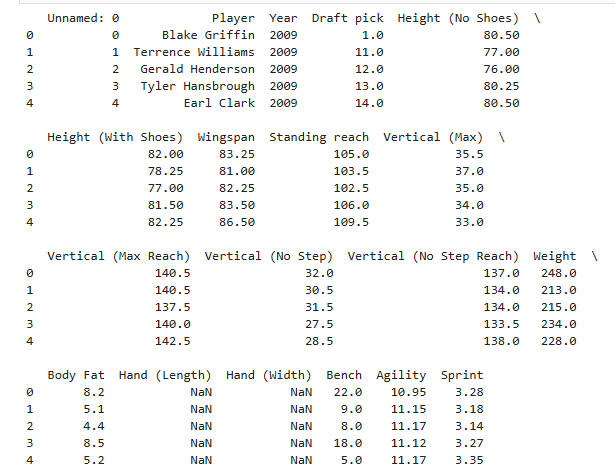 Unnamed: 0 Player Year Draft pick Height (No Shoes) \
0 0 Blake Griffin 2009 1.0 80.50
1 1 Terrence Williams 2009 11.0 77.00
2 2 Gerald Henderson 2009 12.0 76.00
3 3 Tyler Hansbrough 2009 13.0 80.25
4 4 Earl Clark 2009 14.0 80.50
Height (With Shoes) Wingspan Standing reach Vertical (Max) \
0 82.00 83.25 105.0 35.5
1 78.25 81.00 103.5 37.0
2 77.00 82.25 102.5 35.0
3 81.50 83.50 106.0 34.0
4 82.25 86.50 109.5 33.0
Vertical (Max Reach) Vertical (No Step) Vertical (No Step Reach) Weight \
0 140.5 32.0 137.0 248.0
1 140.5 30.5 134.0 213.0
2 137.5 31.5 134.0 215.0
3 140.0 27.5 133.5 234.0
4 142.5 28.5 138.0 228.0
Body Fat Hand (Length) Hand (Width) Bench Agility Sprint
0 8.2 NaN NaN 22.0 10.95 3.28
1 5.1 NaN NaN 9.0 11.15 3.18
2 4.4 NaN NaN 8.0 11.17 3.14
3 8.5 NaN NaN 18.0 11.12 3.27
4 5.2 NaN NaN 5.0 11.17 3.35